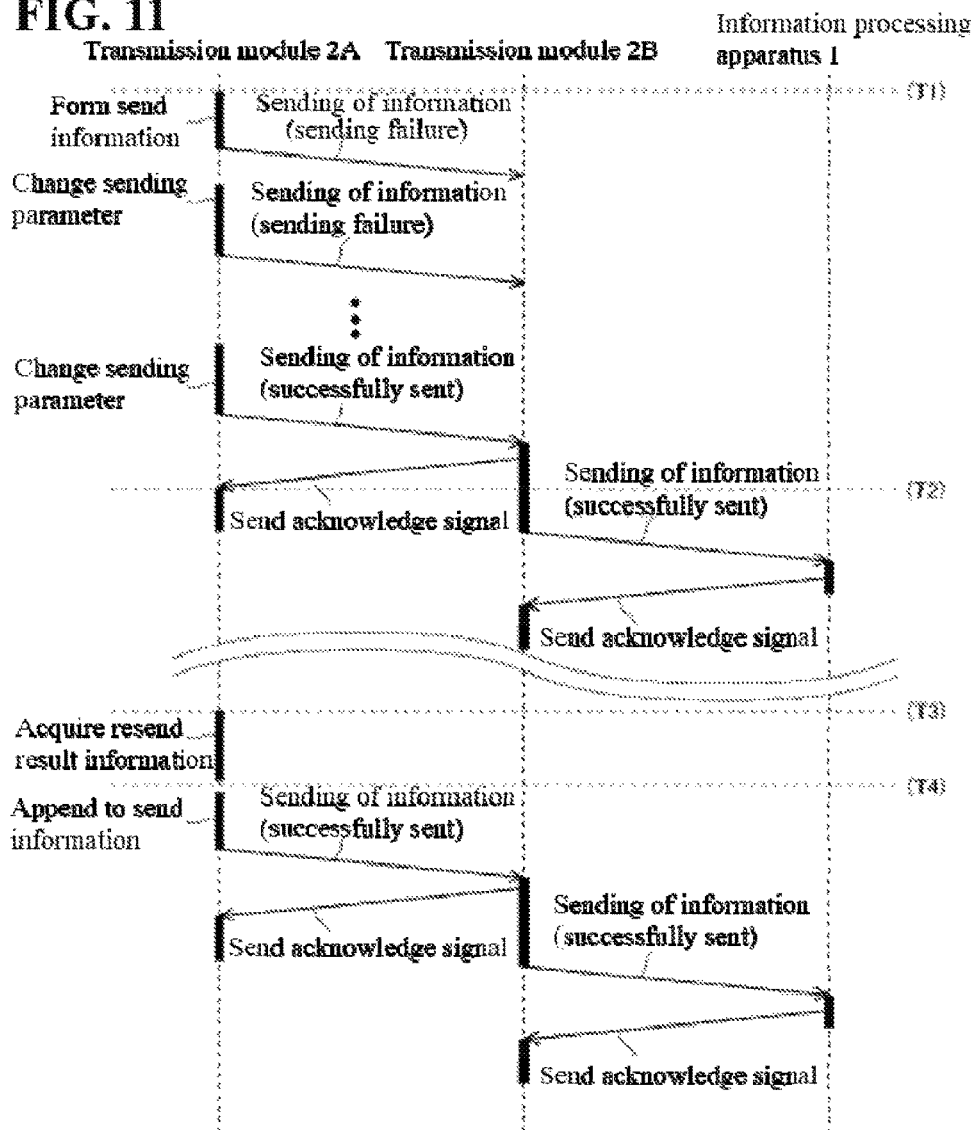 FIG. 11
Information processing
apparatus 1
Transmission module 2A
Transmission module 2B
(T1)
Form send
information
Sending of information
(sending failure)
Change sending
parameter
Sending of information
(sending failure)
Change sending
parameter
Sending of information
(successfully sent)
Sending of information
(successfully sent)
(T2)
Send acknowledge signal
Send acknowledge signal
(T3)
Acquire resend
result information
(T4)
Append to send
information
Sending of information
(successfully sent)
Sending of information
(successfully sent)
Send acknowledge signal
Send acknowledge signal